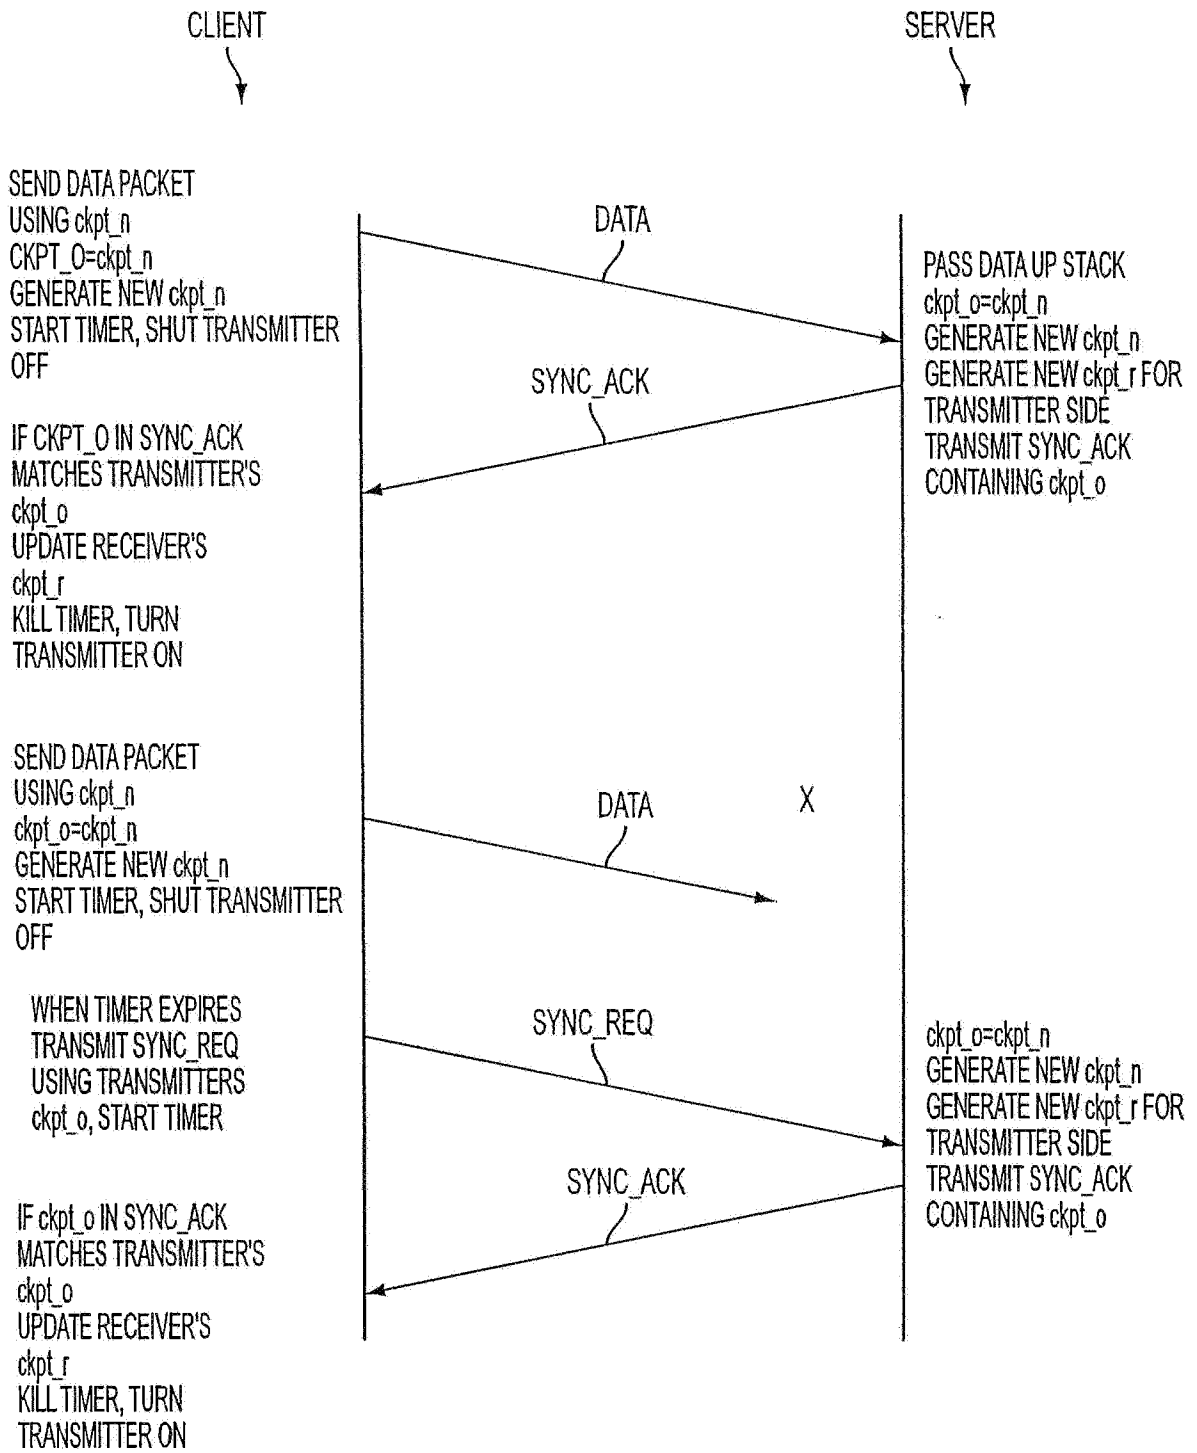 CLIENT
SERVER
SEND DATA PACKET
USING ckpt_n
CKPT_O=ckpt_n
GENERATE NEW ckpt_n
START TIMER, SHUT TRANSMITTER
OFF
DATA
PASS DATA UP STACK
ckpt_o=ckpt_n
GENERATE NEW ckpt_n
GENERATE NEW ckpt_r FOR
TRANSMITTER SIDE
TRANSMIT SYNC_ACK
CONTAINING ckpt_o
SYNC_ACK
IF CKPT_O IN SYNC_ACK
MATCHES TRANSMITTER'S
ckpt_o
UPDATE RECEIVER'S
ckpt_r
KILL TIMER, TURN
TRANSMITTER ON
SEND DATA PACKET
USING ckpt_n
ckpt_o=ckpt_n
GENERATE NEW ckpt_n
START TIMER, SHUT TRANSMITTER
OFF
DATA
X
WHEN TIMER EXPIRES
TRANSMIT SYNC_REQ
USING TRANSMITTERS
ckpt_o, START TIMER
SYNC_REQ
ckpt_o=ckpt_n
GENERATE NEW ckpt_n
GENERATE NEW ckpt_r FOR
TRANSMITTER SIDE
TRANSMIT SYNC_ACK
CONTAINING ckpt_o
SYNC_ACK
IF ckpt_o IN SYNC_ACK
MATCHES TRANSMITTER'S
ckpt_o
UPDATE RECEIVER'S
ckpt_r
KILL TIMER, TURN
TRANSMITTER ON